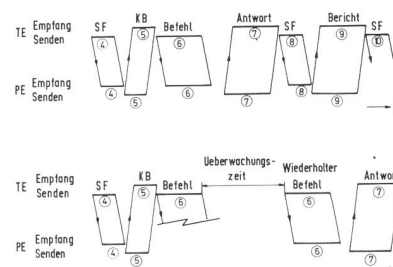 SF KB Befehl Antwort SF Bericht SF
TE Empfang Senden
④ ⑤ ⑥ ⑦ ⑧ ⑨ ⑩
PE Empfang Senden
④ ⑤ ⑥ ⑦ ⑧ ⑨
Ueberwachungs-
zeit
SF KB Befehl Wiederholter Befehl Antwor
TE Empfang Senden
④ ⑤ ⑥ ⑥ ⑦
PE Empfang Senden
④ ⑤ ⑥ ⑦